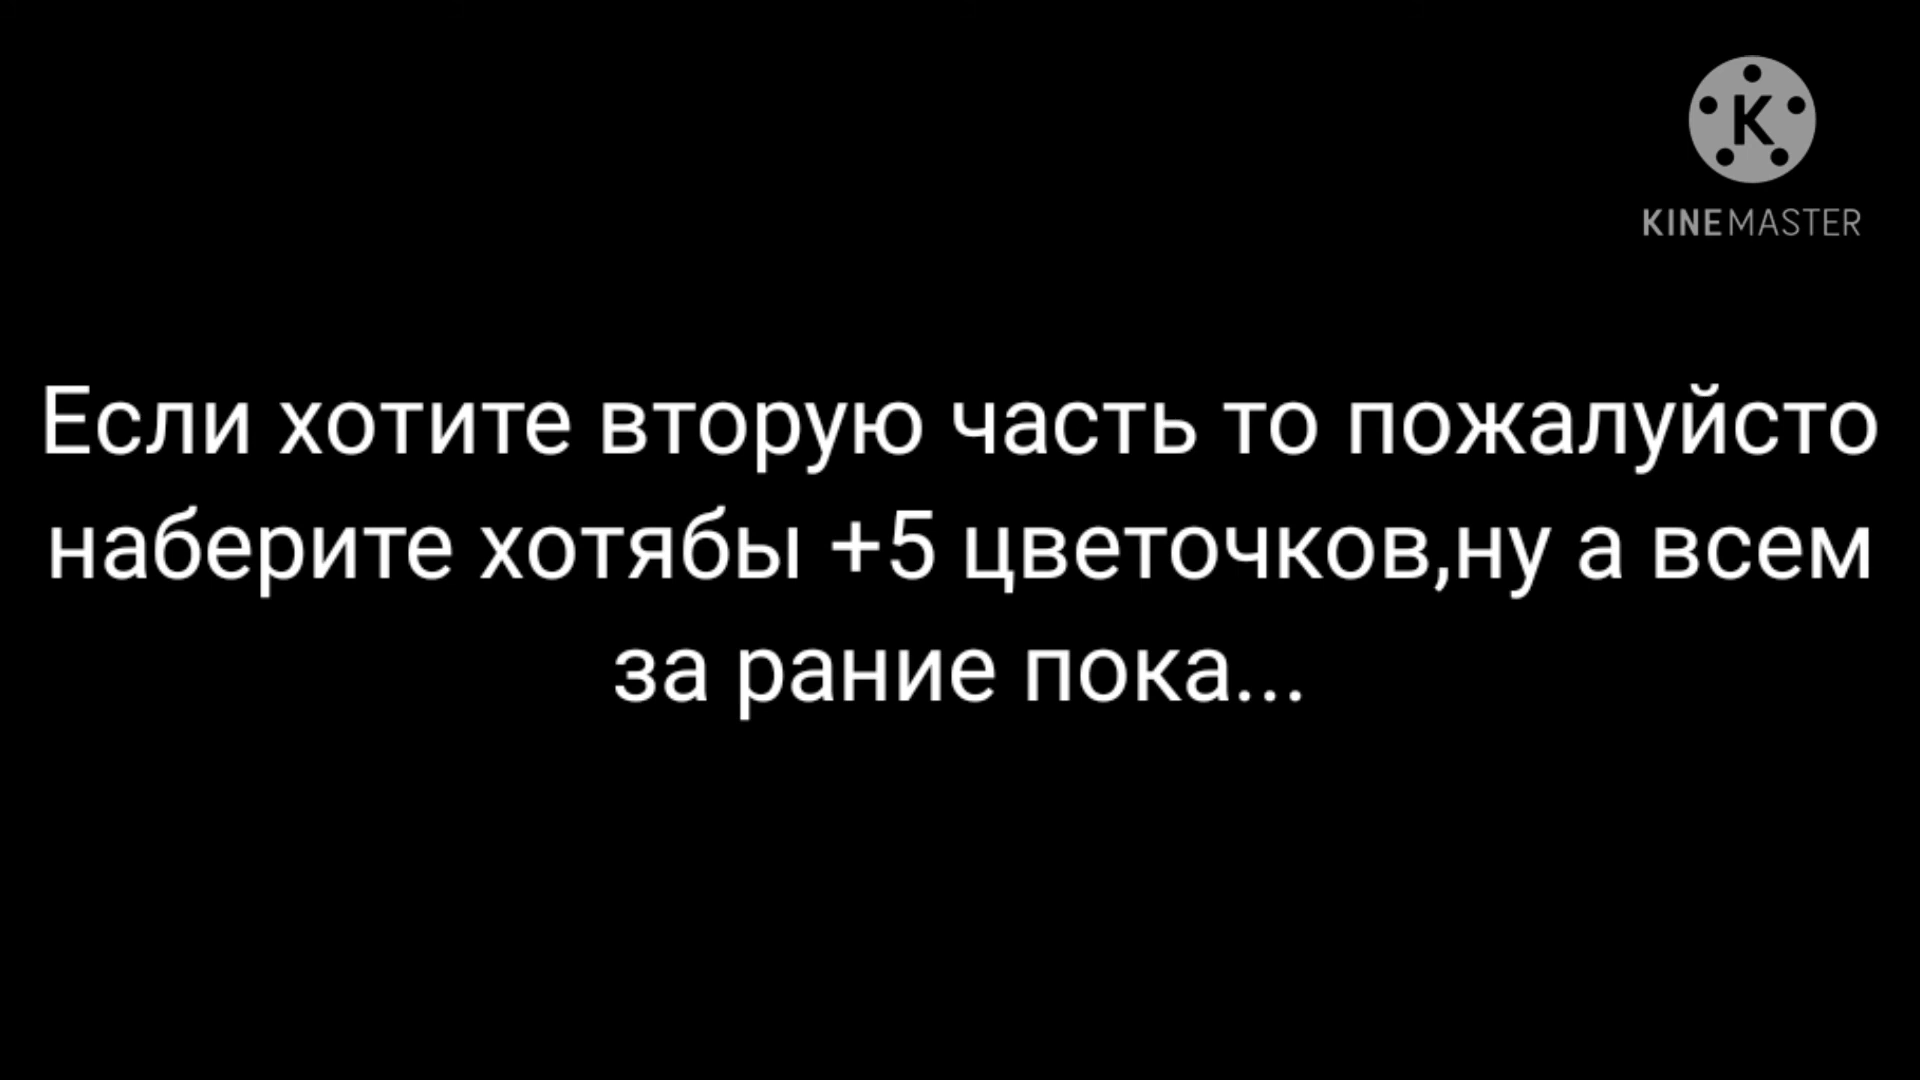 K
KINEMASTER
Если хотите вторую часть то пожалуйсто
наберите хотябы +5 цветочков,ну а всем
за рание пока...